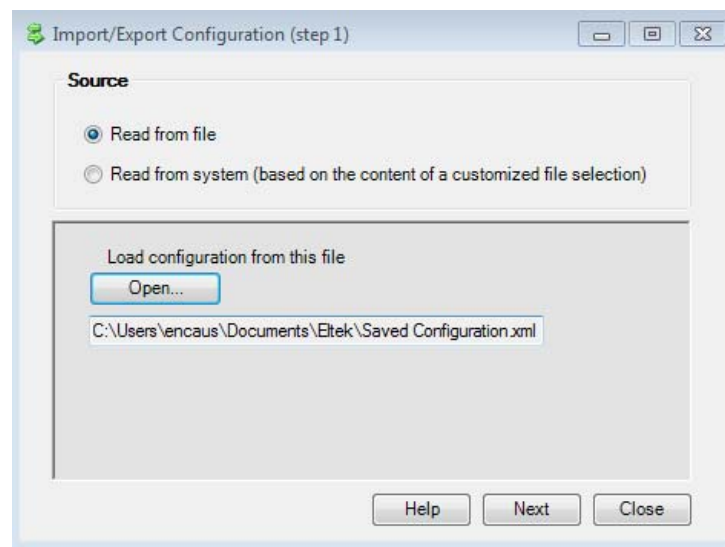 Import/Export Configuration (step 1)
Source
Read from file
Read from system (based on the content of a customized file selection)
Load configuration from this file
Open...
C:\Users\encaus\Documents\Eltek\Saved Configuration.xml
Help Next Close